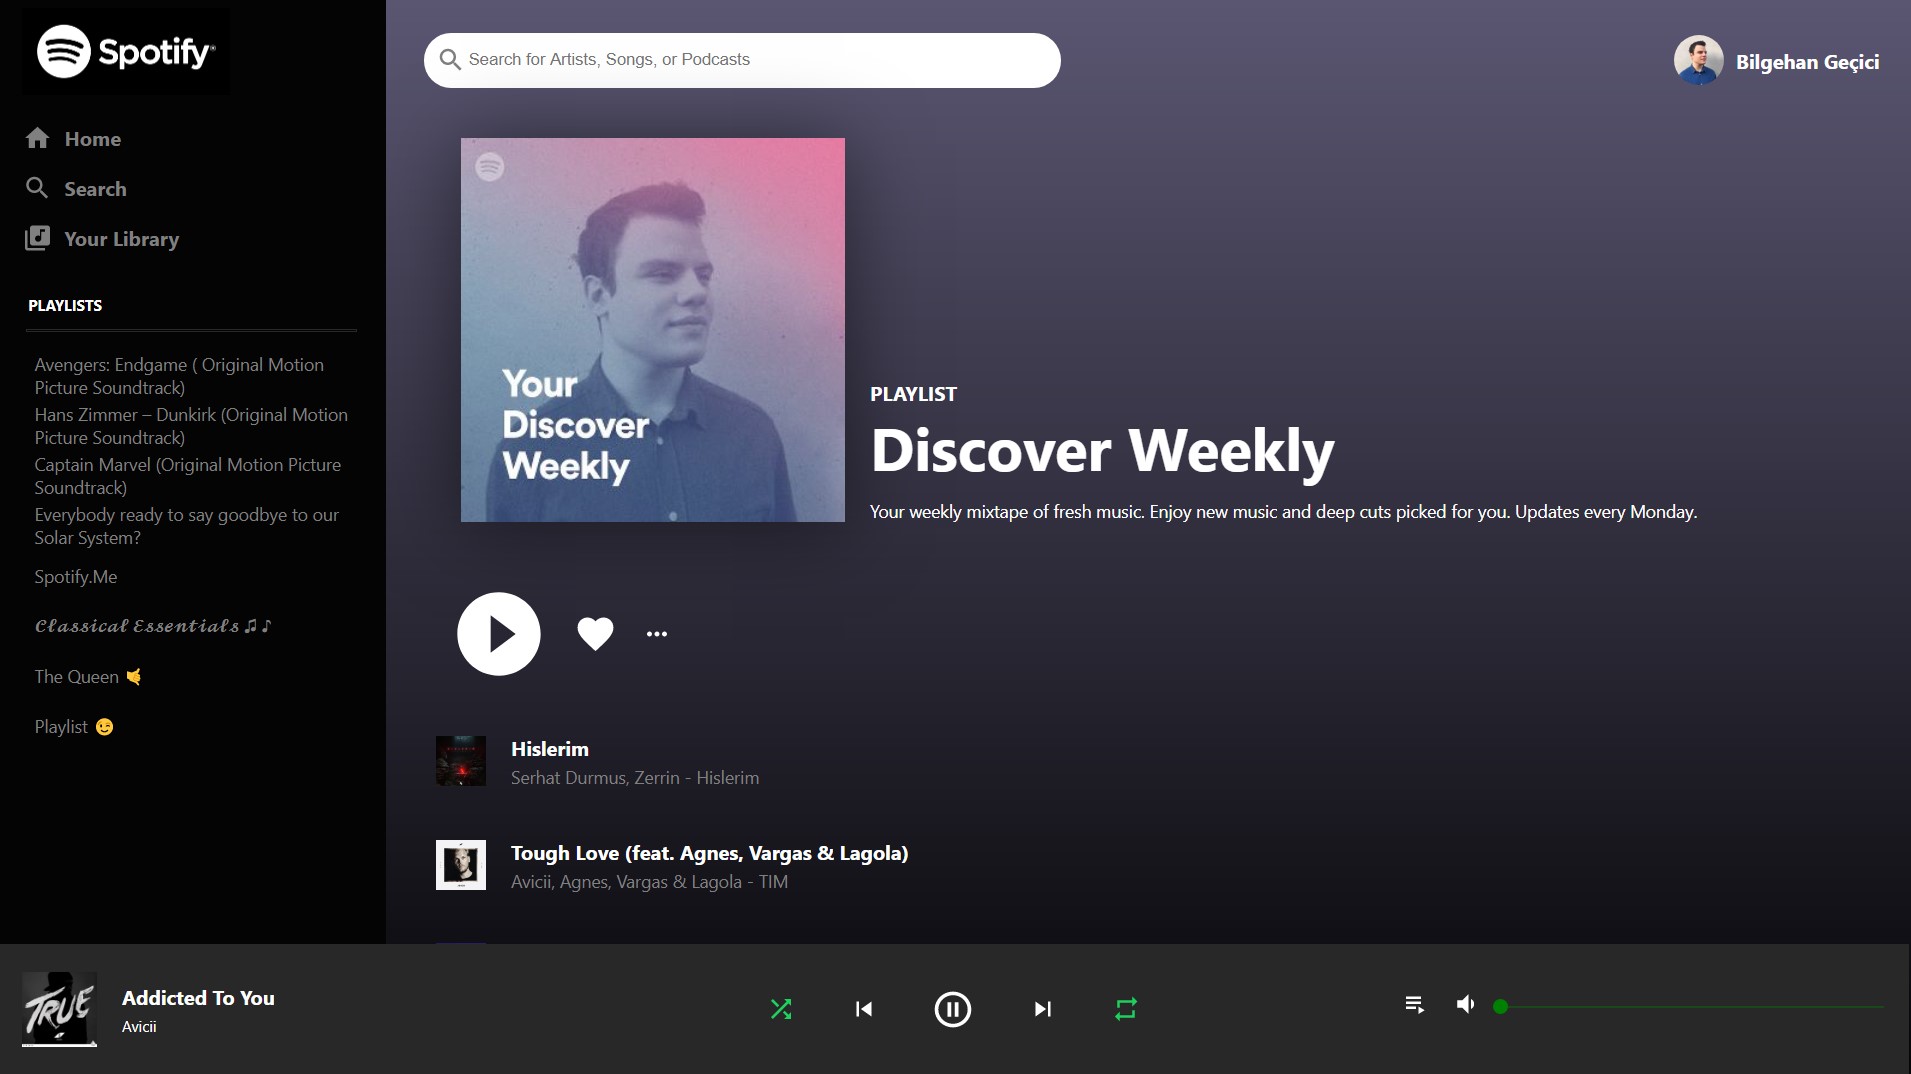 Spotify®
Search for Artists, Songs, or Podcasts
Bilgehan Geçici
Home
Search
Your Library
PLAYLISTS
Avengers: Endgame ( Original Motion
Picture Soundtrack)
Hans Zimmer – Dunkirk (Original Motion
Picture Soundtrack)
Captain Marvel (Original Motion Picture
Soundtrack)
Everybody ready to say goodbye to our
Solar System?
Spotify.Me
𝓒𝓵𝓪𝓼𝓼𝓲𝓬𝓪𝓵 𝓔𝓼𝓼𝓮𝓷𝓽𝓲𝓪𝓵𝓼 ♫ ♪
The Queen 🤙
Playlist 😉
Your
Discover
Weekly
PLAYLIST
Discover Weekly
Your weekly mixtape of fresh music. Enjoy new music and deep cuts picked for you. Updates every Monday.
Hislerim
Serhat Durmus, Zerrin - Hislerim
Tough Love (feat. Agnes, Vargas & Lagola)
Avicii, Agnes, Vargas & Lagola - TIM
TRUE
Addicted To You
Avicii